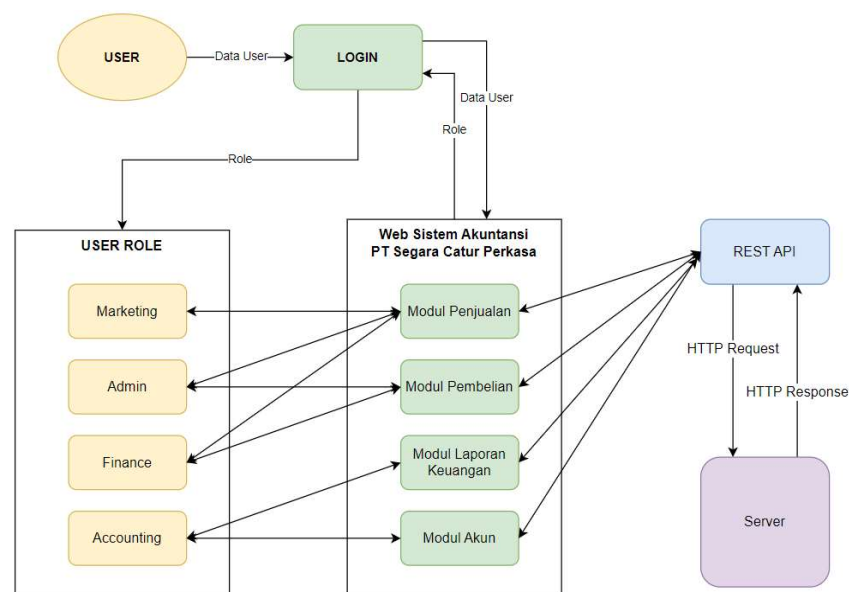 USER
Data User
LOGIN
Data User
Role
Role
USER ROLE
Web Sistem Akuntansi
PT Segara Catur Perkasa
REST API
Marketing
Modul Penjualan
HTTP Request
Admin
Modul Pembelian
HTTP Response
Finance
Modul Laporan
Keuangan
Server
Accounting
Modul Akun